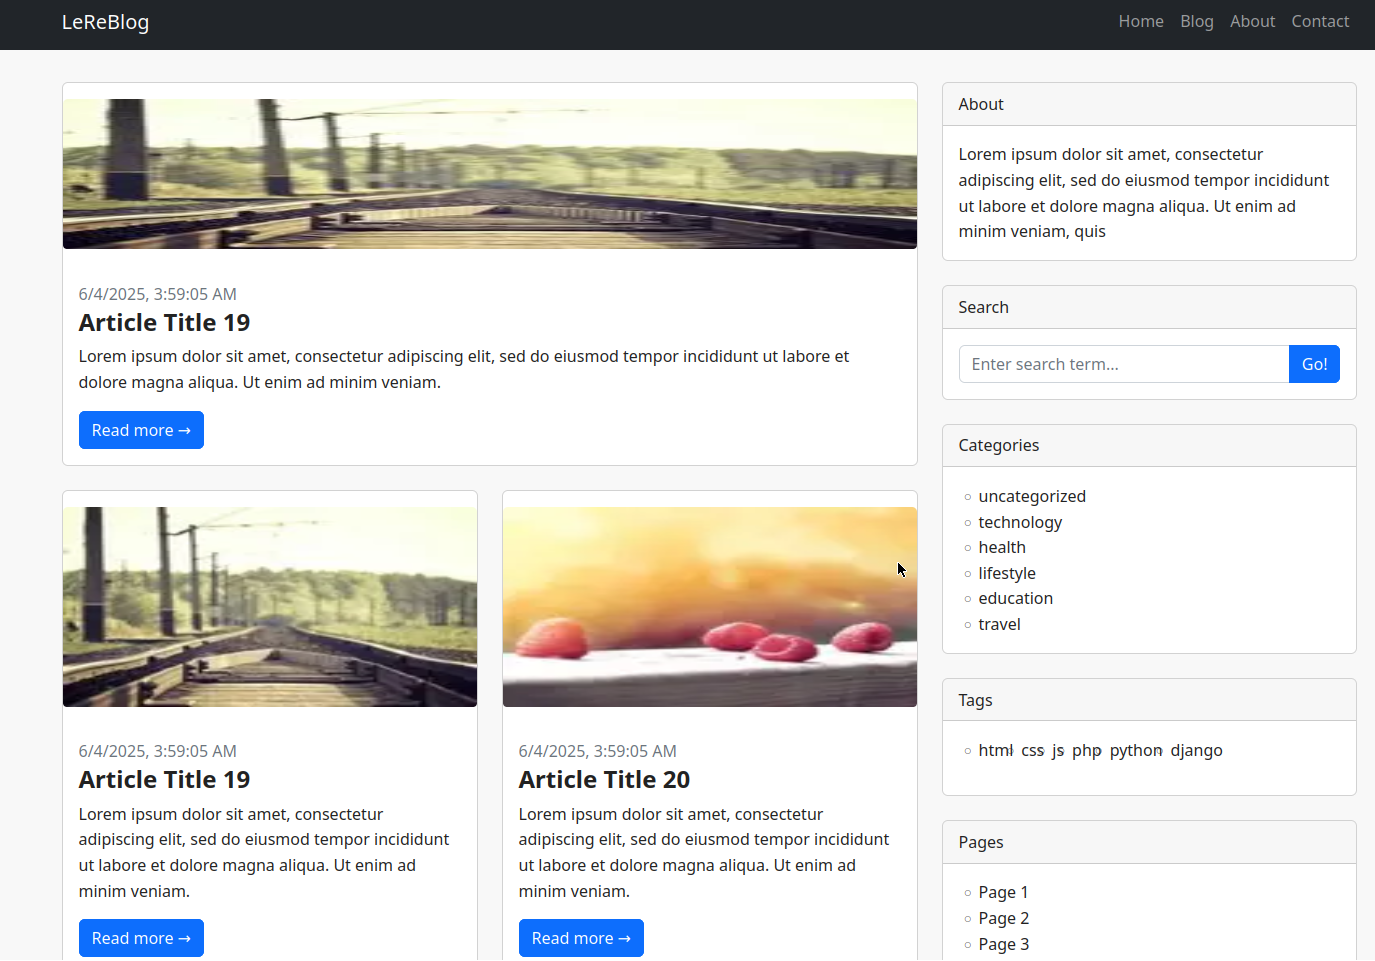 LeReBlog
Home Blog About Contact
6/4/2025, 3:59:05 AM
Article Title 19
Lorem ipsum dolor sit amet, consectetur adipiscing elit, sed do eiusmod tempor incididunt ut labore et
dolore magna aliqua. Ut enim ad minim veniam.
Read more →
6/4/2025, 3:59:05 AM
Article Title 19
Lorem ipsum dolor sit amet, consectetur
adipiscing elit, sed do eiusmod tempor incididunt
ut labore et dolore magna aliqua. Ut enim ad
minim veniam.
Read more →
6/4/2025, 3:59:05 AM
Article Title 20
Lorem ipsum dolor sit amet, consectetur
adipiscing elit, sed do eiusmod tempor incididunt
ut labore et dolore magna aliqua. Ut enim ad
minim veniam.
Read more →
About
Lorem ipsum dolor sit amet, consectetur
adipiscing elit, sed do eiusmod tempor incididunt
ut labore et dolore magna aliqua. Ut enim ad
minim veniam, quis
Search
Enter search term...
Go!
Categories
uncategorized
technology
health
lifestyle
education
travel
Tags
html css js php python django
Pages
Page 1
Page 2
Page 3